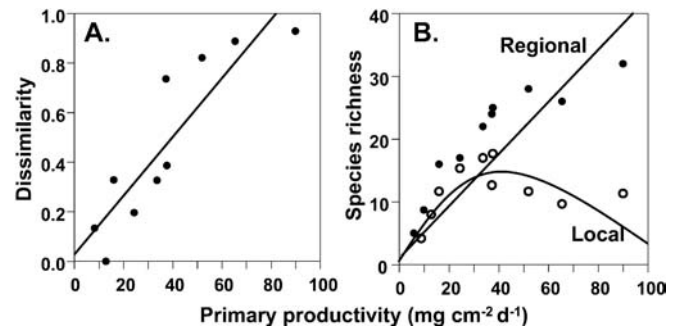 A.
Dissimilarity
1.0
0.8
0.6
0.4
0.2
0.0
0 20 40 60 80 100
B.
Species richness
40
30
20
10
0
Regional
Local
0 20 40 60 80 100
Primary productivity (mg cm-2 d-1)